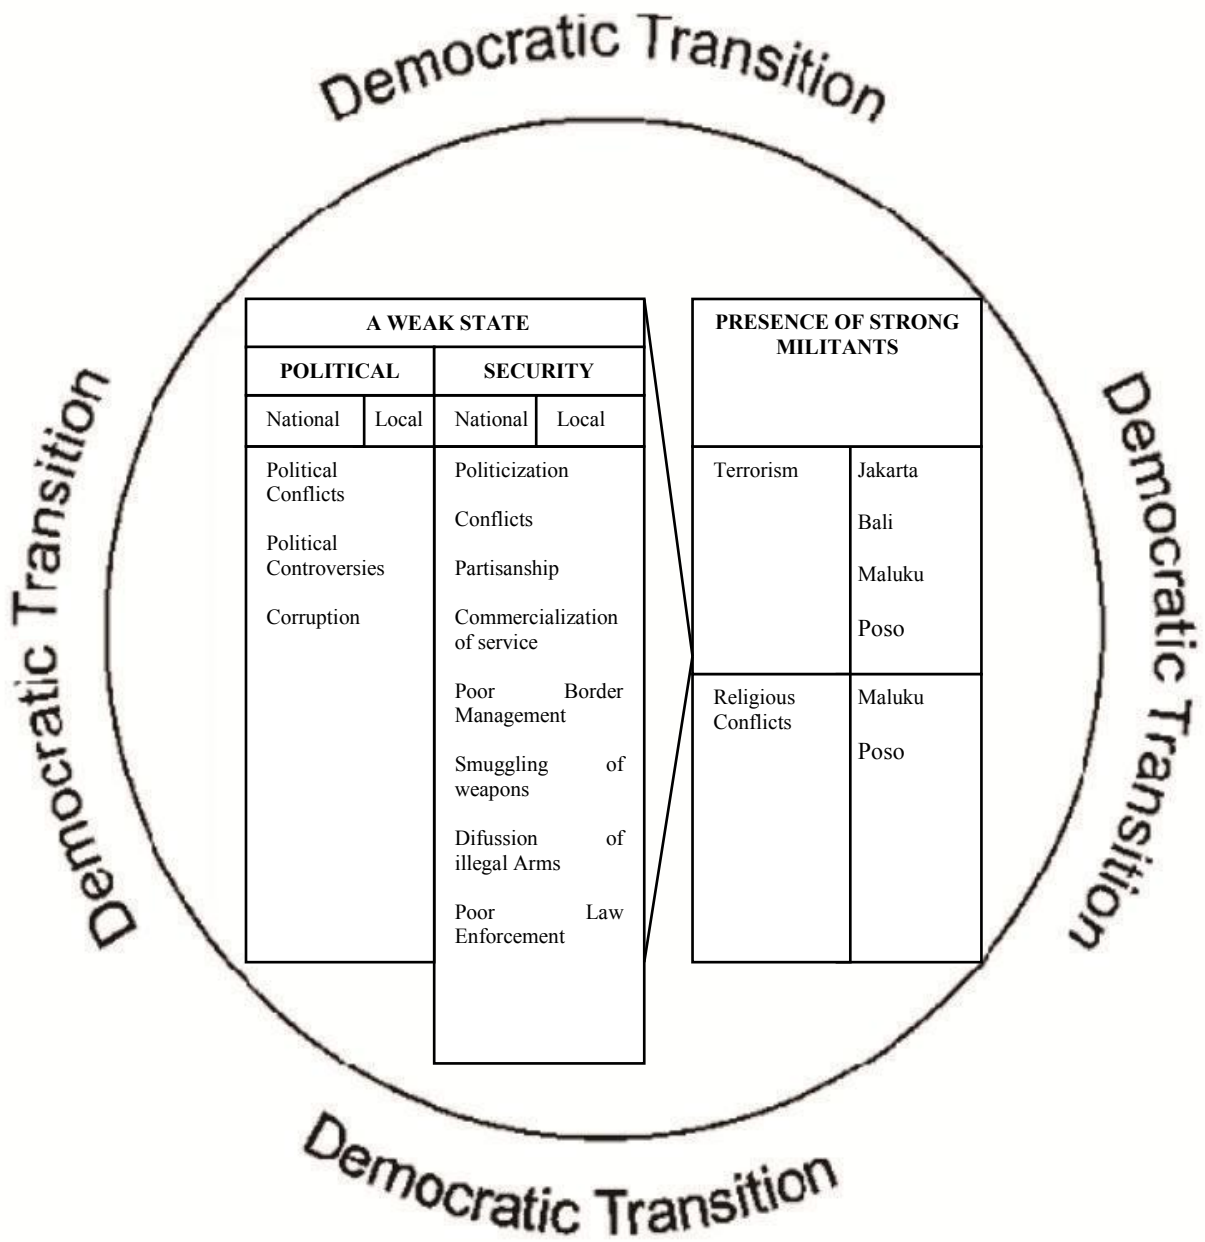 Democratic Transition
Democratic Transition
Democratic Transition
A WEAK STATE
POLITICAL
SECURITY
National
Local
National
Local
Political
Conflicts
Political
Controversies
Corruption
Politicization
Conflicts
Partisanship
Commercialization
of service
Poor Border
Management
Smuggling of
weapons
Difussion of
illegal Arms
Poor Law
Enforcement
PRESENCE OF STRONG
MILITANTS
Terrorism
Jakarta
Bali
Maluku
Poso
Religious
Conflicts
Maluku
Poso
Democratic Transition